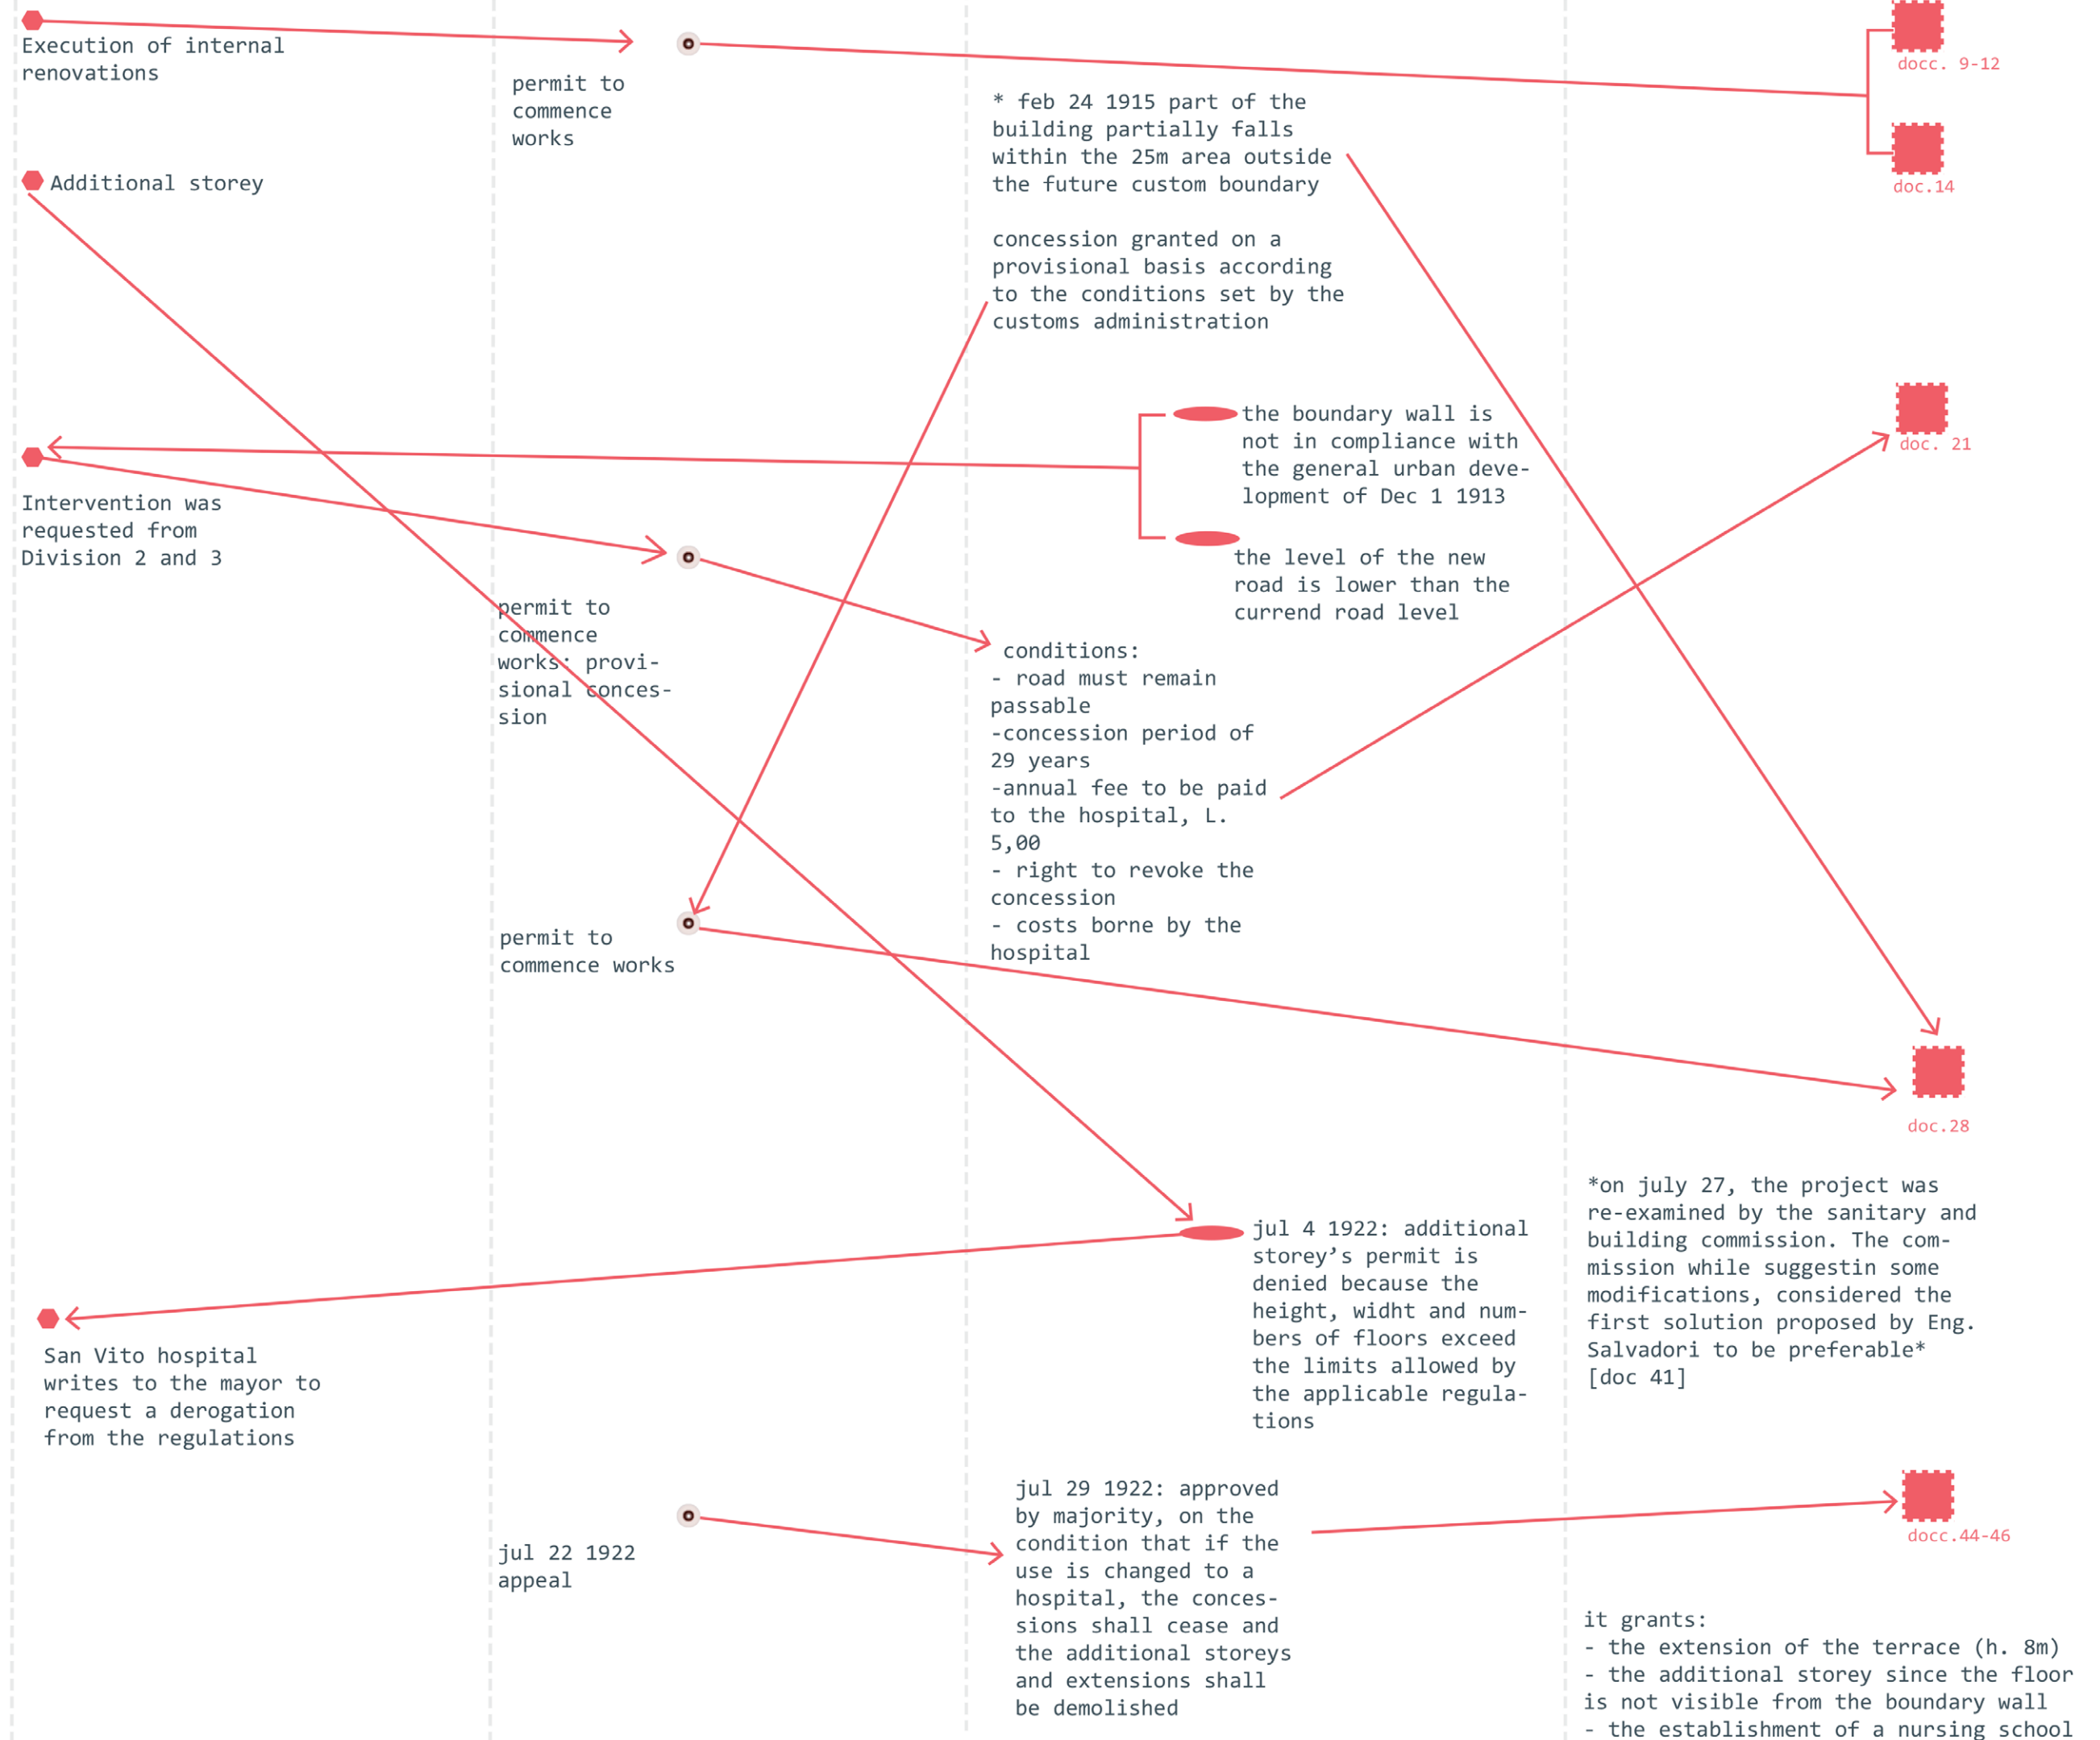 Execution of internal
renovations
permit to
commence
works
docc. 9-12
doc.14
* feb 24 1915 part of the
building partially falls
within the 25m area outside
the future custom boundary
Additional storey
concession granted on a
provisional basis according
to the conditions set by the
customs administration
the boundary wall is
not in compliance with
the general urban deve-
lopment of Dec 1 1913
doc. 21
Intervention was
requested from
Division 2 and 3
the level of the new
road is lower than the
currend road level
permit to
commence
works: provi-
sional conces-
sion
conditions:
- road must remain
passable
-concession period of
29 years
-annual fee to be paid
to the hospital, L.
5,00
- right to revoke the
concession
- costs borne by the
hospital
permit to
commence works
doc.28
*on july 27, the project was
re-examined by the sanitary and
building commission. The com-
mission while suggestin some
modifications, considered the
first solution proposed by Eng.
Salvadori to be preferable*
[doc 41]
jul 4 1922: additional
storey’s permit is
denied because the
height, widht and num-
bers of floors exceed
the limits allowed by
the applicable regula-
tions
San Vito hospital
writes to the mayor to
request a derogation
from the regulations
jul 22 1922
appeal
jul 29 1922: approved
by majority, on the
condition that if the
use is changed to a
hospital, the conces-
sions shall cease and
the additional storeys
and extensions shall
be demolished
docc.44-46
it grants:
- the extension of the terrace (h. 8m)
- the additional storey since the floor
is not visible from the boundary wall
- the establishment of a nursing school